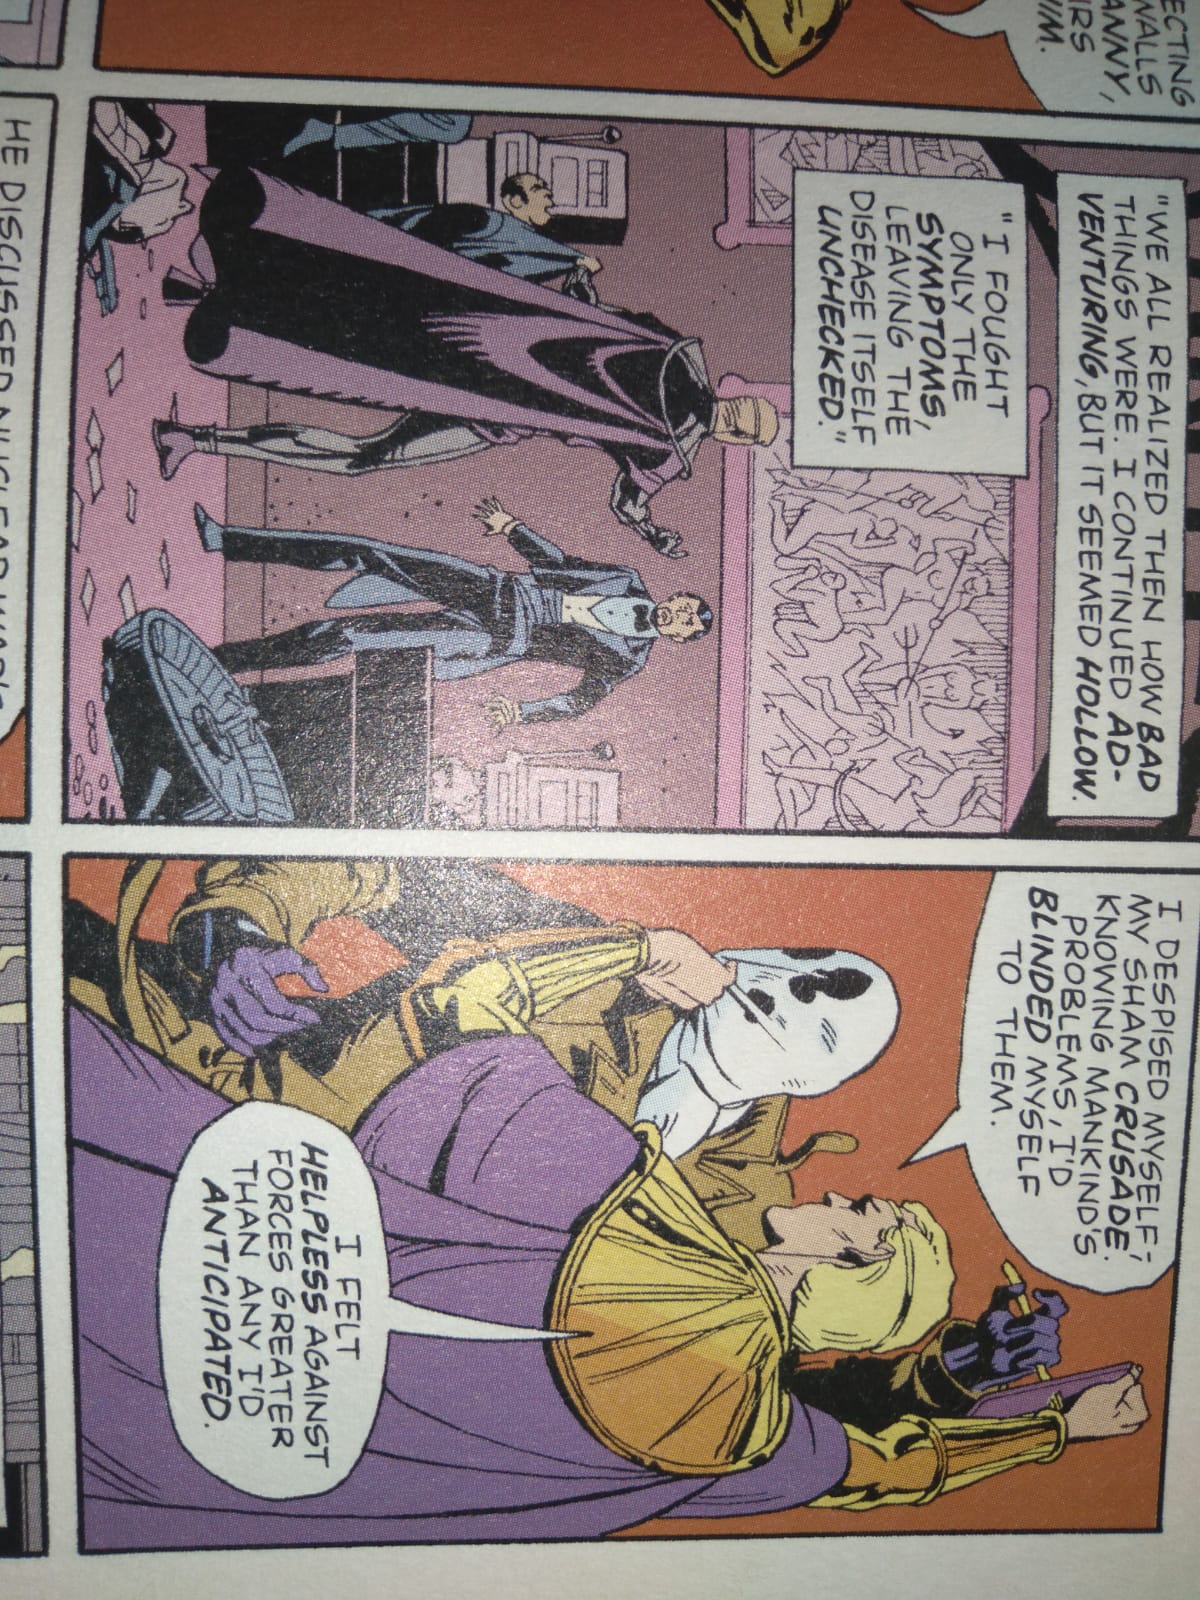 ECTING
WALLS
ANNY,
IRS
HIM.
"WE ALL REALIZED THEN HOW BAD
THINGS WERE. I CONTINUED AD-
VENTURING, BUT IT SEEMED HOLLOW.
"I FOUGHT
ONLY THE
SYMPTOMS,
LEAVING THE
DISEASE ITSELF
UNCHECKED."
I DESPISED MYSELF;
MY SHAM CRUSADE.
KNOWING MANKIND'S
PROBLEMS, I'D
BLINDED MYSELF
TO THEM.
I FELT
HELPLESS AGAINST
FORCES GREATER
THAN ANY I'D
ANTICIPATED.
HE DISCUSSED NUCLEAR WAR'S